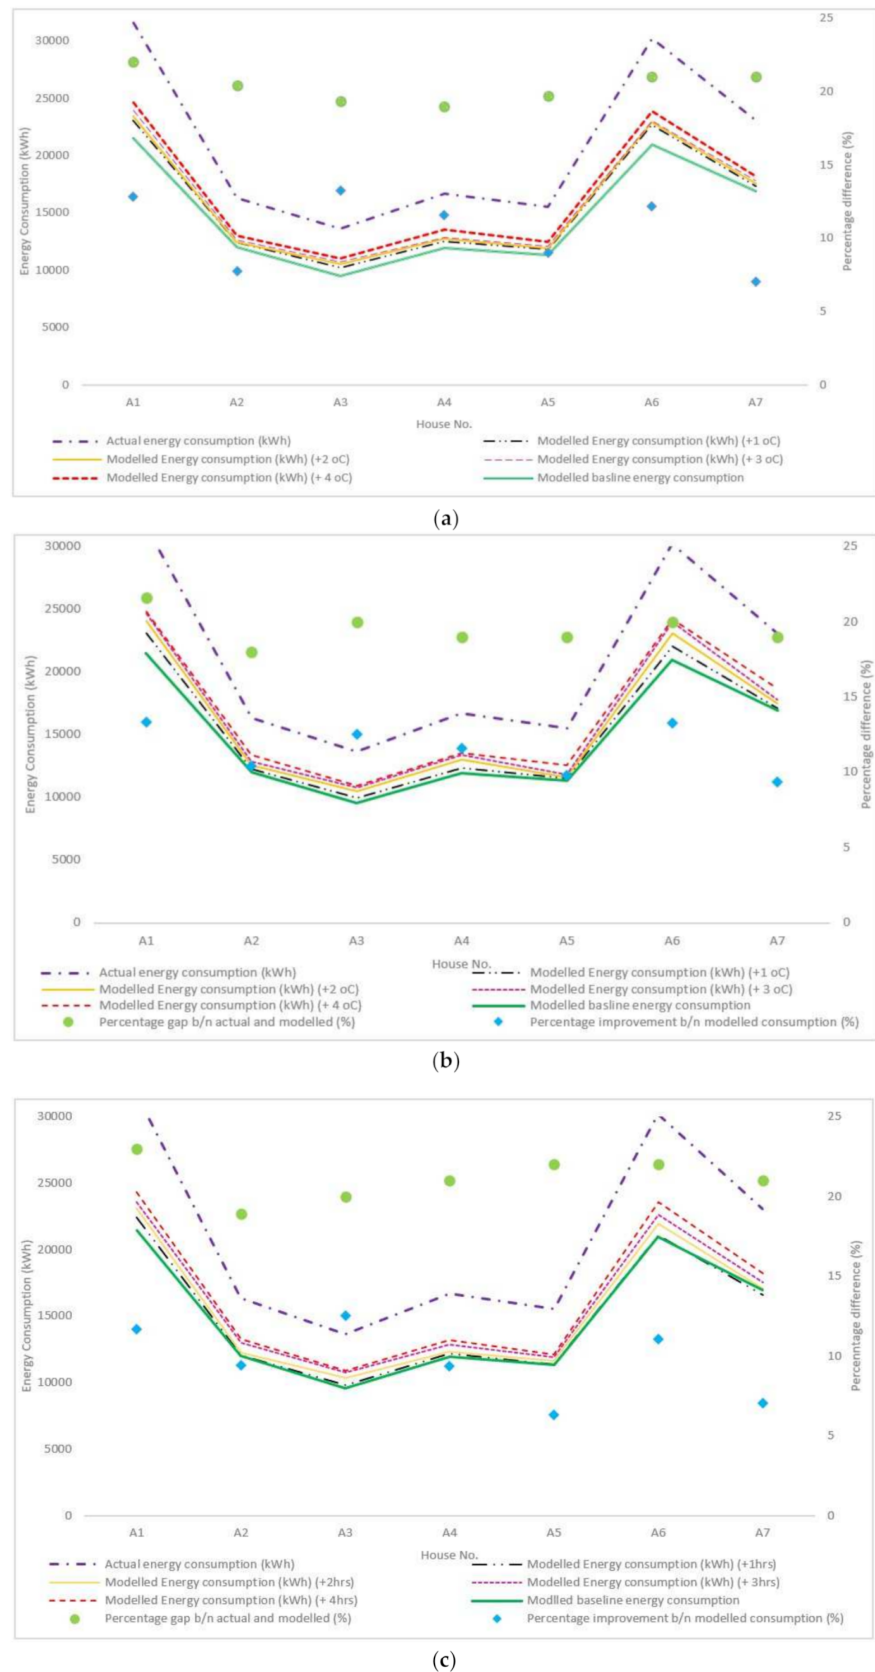 30000
25000
20000
15000
10000
5000
0
Energy Consumption (kWh)
25
20
15
10
5
0
Percentage difference (%)
A1 A2 A3 A4 A5 A6 A7
House No.
Actual energy consumption (kWh) Modelled Energy consumption (kWh) (+1 oC)
Modelled Energy consumption (kWh) (+2 oC) Modelled Energy consumption (kWh) (+ 3 oC)
Modelled Energy consumption (kWh) (+ 4 oC) Modelled basline energy consumption
(a)
30000
25000
20000
15000
10000
5000
0
Energy Consumption (kWh)
25
20
15
10
5
0
Percentage difference (%)
A1 A2 A3 A4 A5 A6 A7
House No.
Actual energy consumption (kWh) Modelled Energy consumption (kWh) (+1 oC)
Modelled Energy consumption (kWh) (+2 oC) Modelled Energy consumption (kWh) (+ 3 oC)
Modelled Energy consumption (kWh) (+ 4 oC) Modelled basline energy consumption
Percentage gap b/n actual and modelled (%) Percentage improvement b/n modelled consumption (%)
(b)
30000
25000
20000
15000
10000
5000
0
Energy Consumption (kWh)
25
20
15
10
5
0
Percenntage difference (%)
A1 A2 A3 A4 A5 A6 A7
House No.
Actual energy consumption (kWh) Modelled Energy consumption (kWh) (+1hrs)
Modelled Energy consumption (kWh) (+2hrs) Modelled Energy consumption (kWh) (+ 3hrs)
Modelled Energy consumption (kWh) (+ 4hrs) Modlled baseline energy consumption
Percentage gap b/n actual and modelled (%) Percentage improvement b/n modelled consumption (%)
(c)